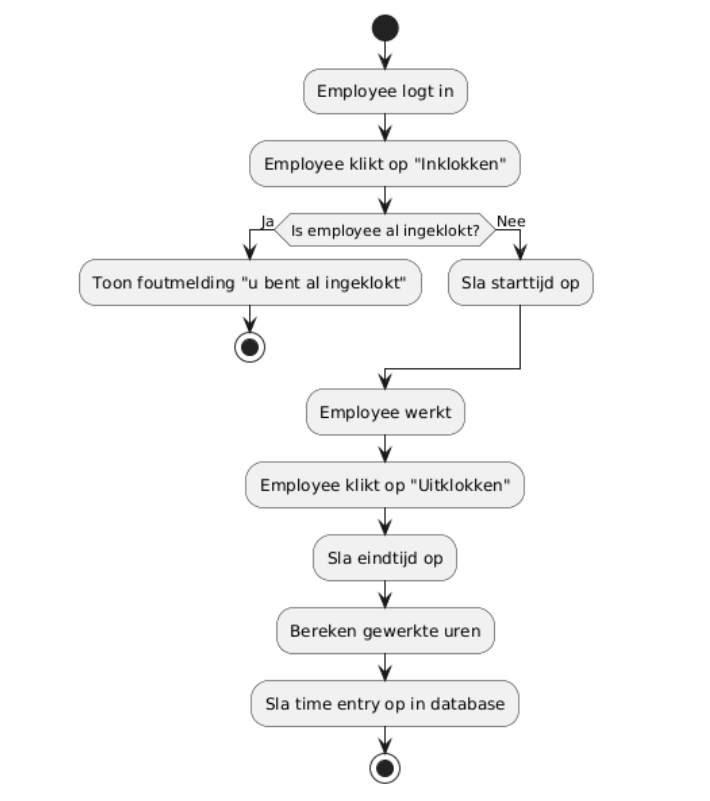 Employee logt in
Employee klikt op "Inklokken"
Ja
Is employee al ingeklokt?
Nee
Toon foutmelding "u bent al ingeklokt"
Sla starttijd op
Employee werkt
Employee klikt op "Uitklokken"
Sla eindtijd op
Bereken gewerkte uren
Sla time entry op in database